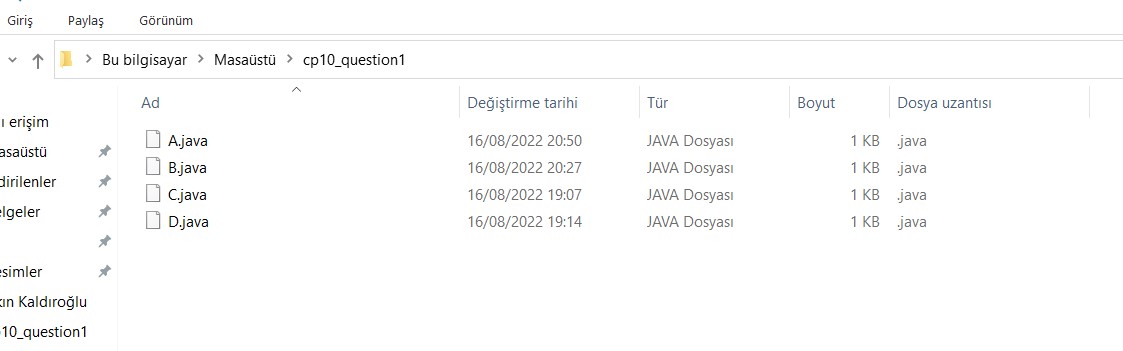 Giriş Paylaş Görünüm
Bu bilgisayar Masaüstü cp10_question1
Ad Değiştirme tarihi Tür Boyut Dosya uzantısı
A.java 16/08/2022 20:50 JAVA Dosyası 1 KB .java
B.java 16/08/2022 20:27 JAVA Dosyası 1 KB .java
C.java 16/08/2022 19:07 JAVA Dosyası 1 KB .java
D.java 16/08/2022 19:14 JAVA Dosyası 1 KB .java
ı erişim
asaüstü
dirilenler
elgeler
esimler
kın Kaldıroğlu
p10_question1